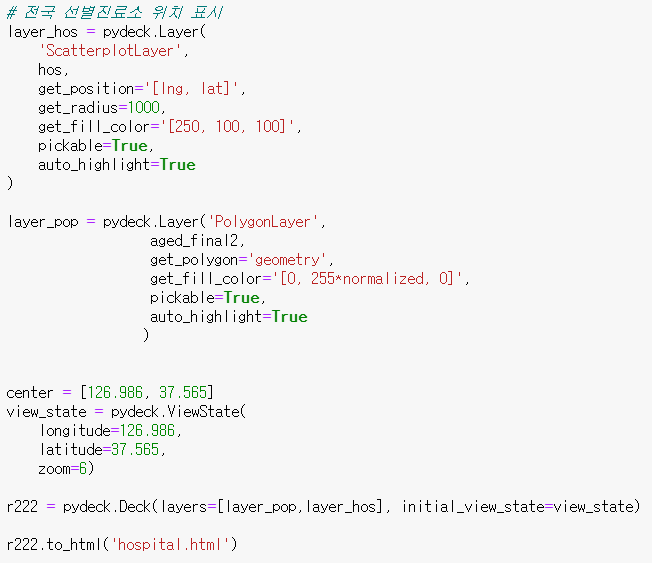 # 전국 선별진료소 위치 표시
layer_hos = pydeck.Layer(
    'ScatterplotLayer',
    hos,
    get_position='[lng, lat]',
    get_radius=1000,
    get_fill_color='[250, 100, 100]',
    pickable=True,
    auto_highlight=True
)
layer_pop = pydeck.Layer('PolygonLayer',
                    aged_final2,
                    get_polygon='geometry',
                    get_fill_color='[0, 255*normalized, 0]',
                    pickable=True,
                    auto_highlight=True
                   )
center = [126.986, 37.565]
view_state = pydeck.ViewState(
    longitude=126.986,
    latitude=37.565,
    zoom=6)
r222 = pydeck.Deck(layers=[layer_pop,layer_hos], initial_view_state=view_state)
r222.to_html('hospital.html')